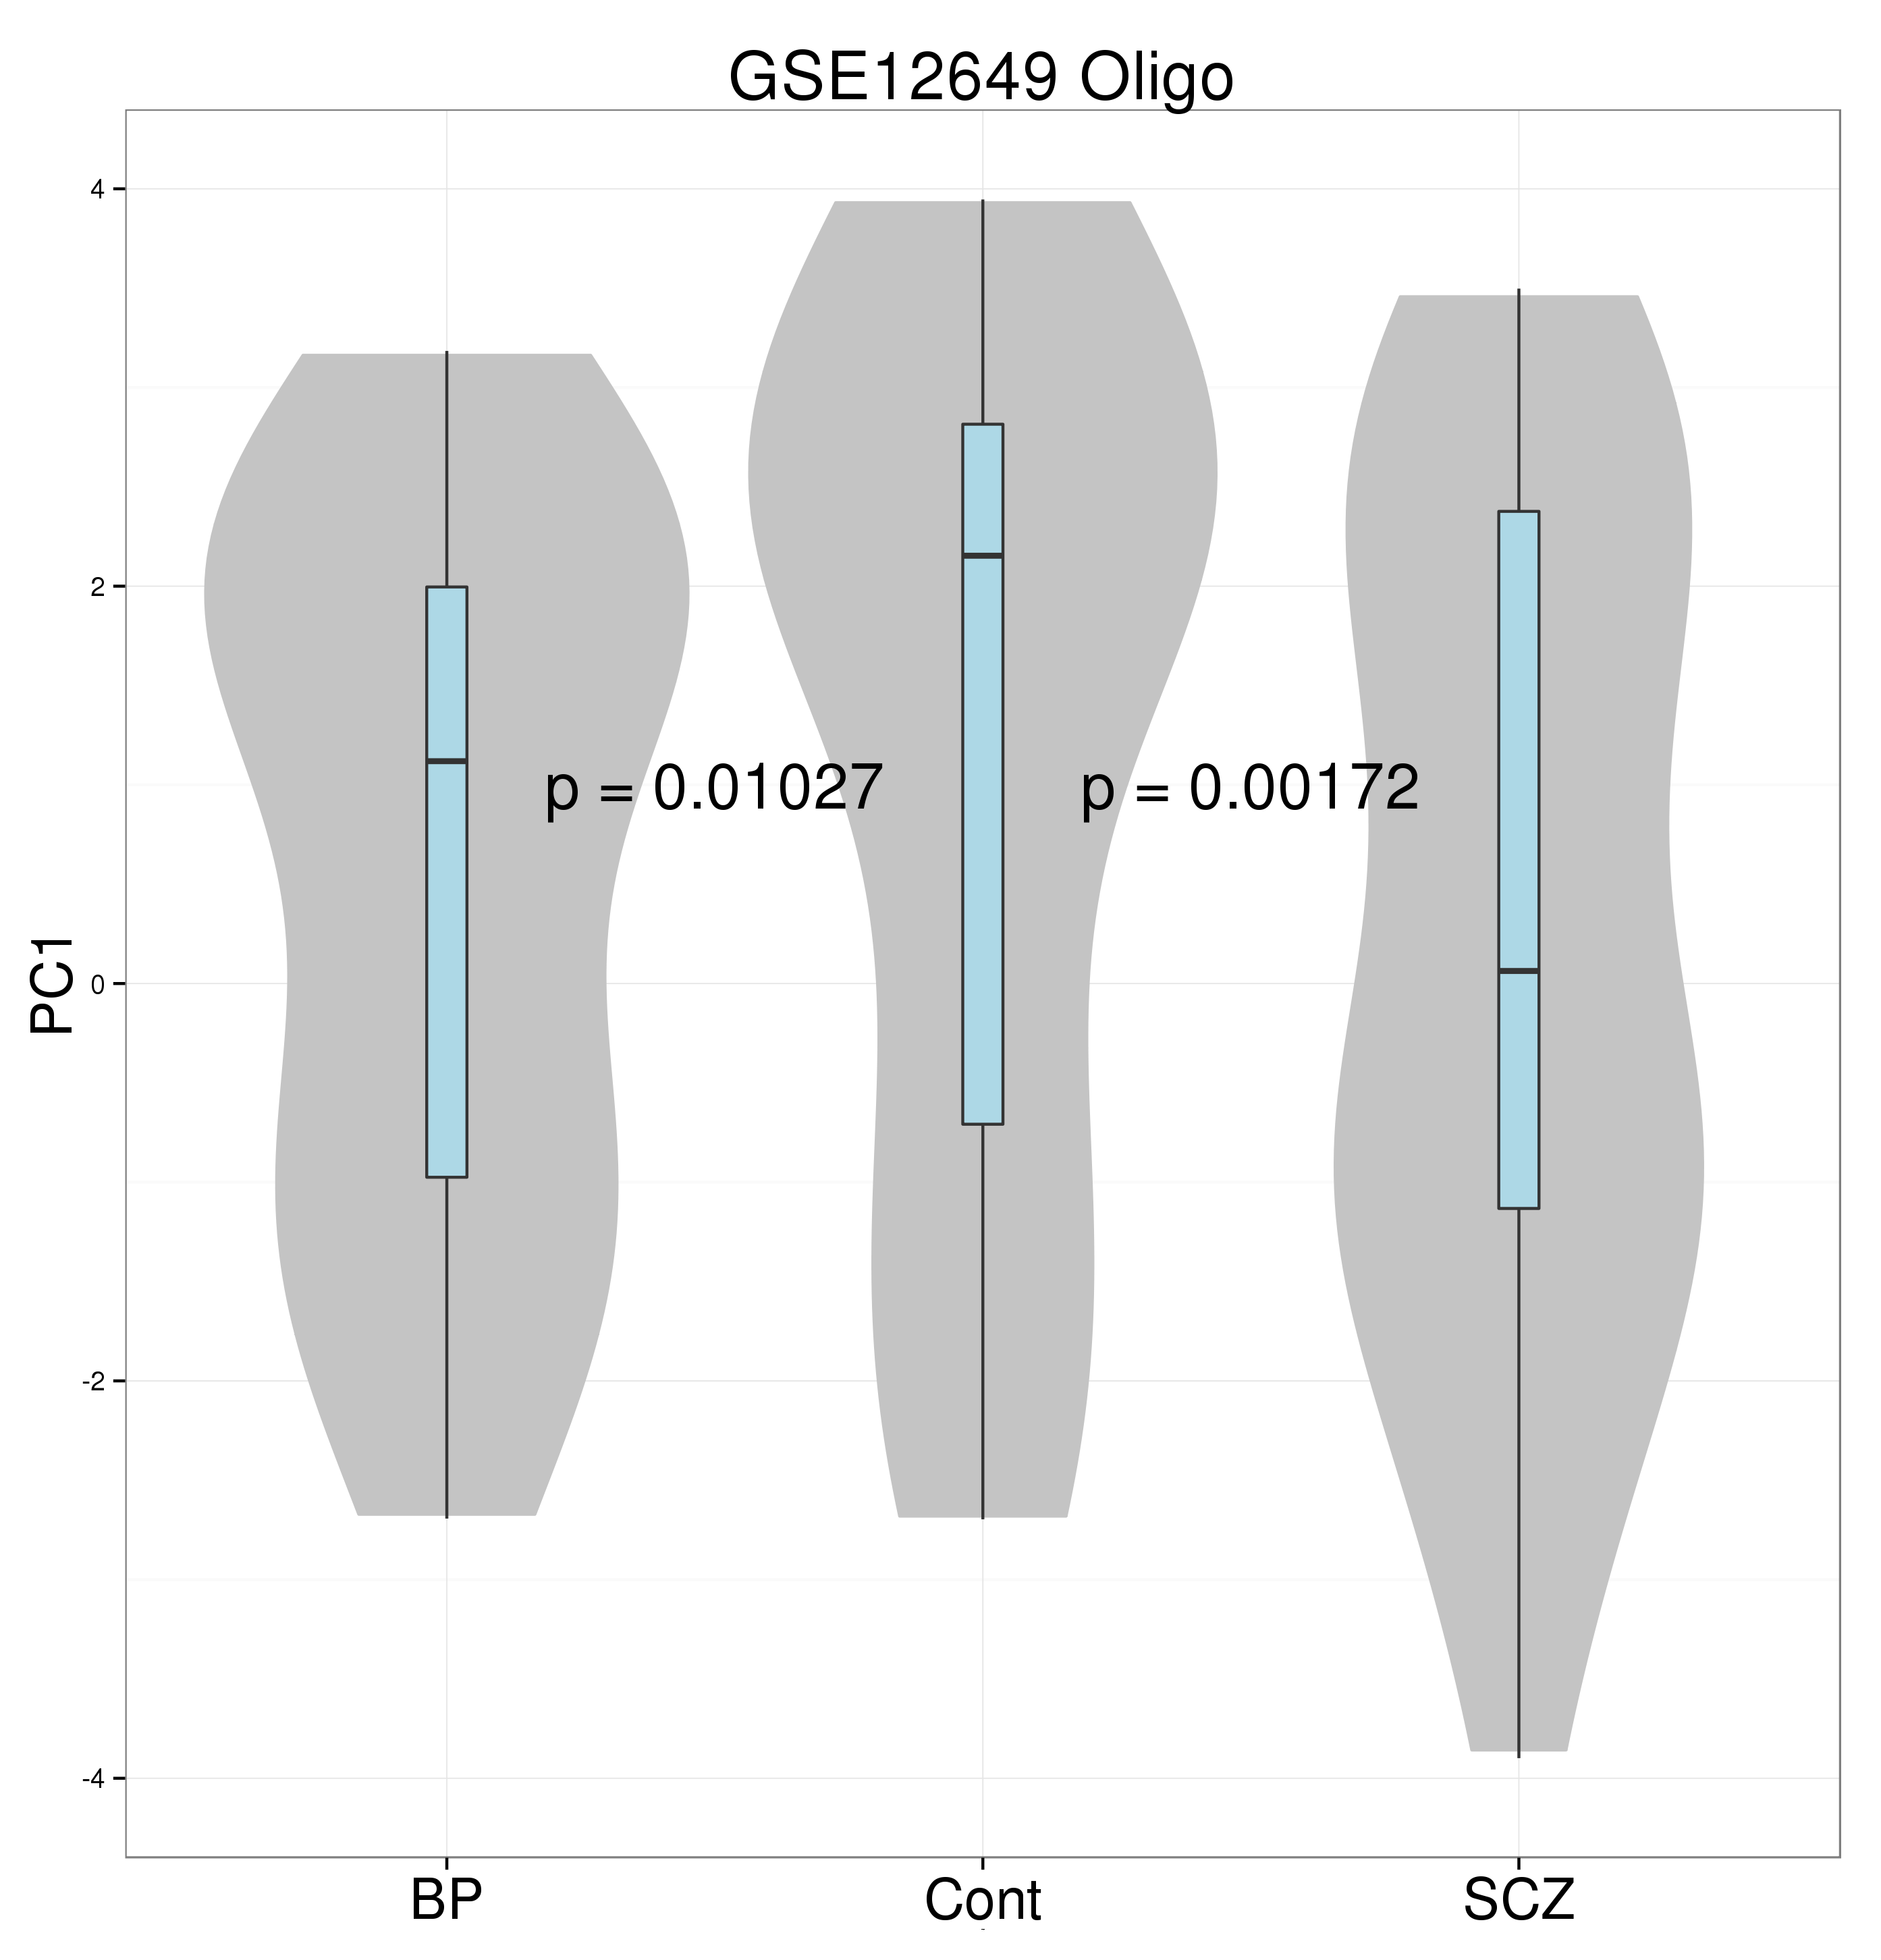 GSE12649 Oligo
4
2
0
-2
-4
PC1
p = 0.01027
p = 0.00172
BP
Cont
SCZ